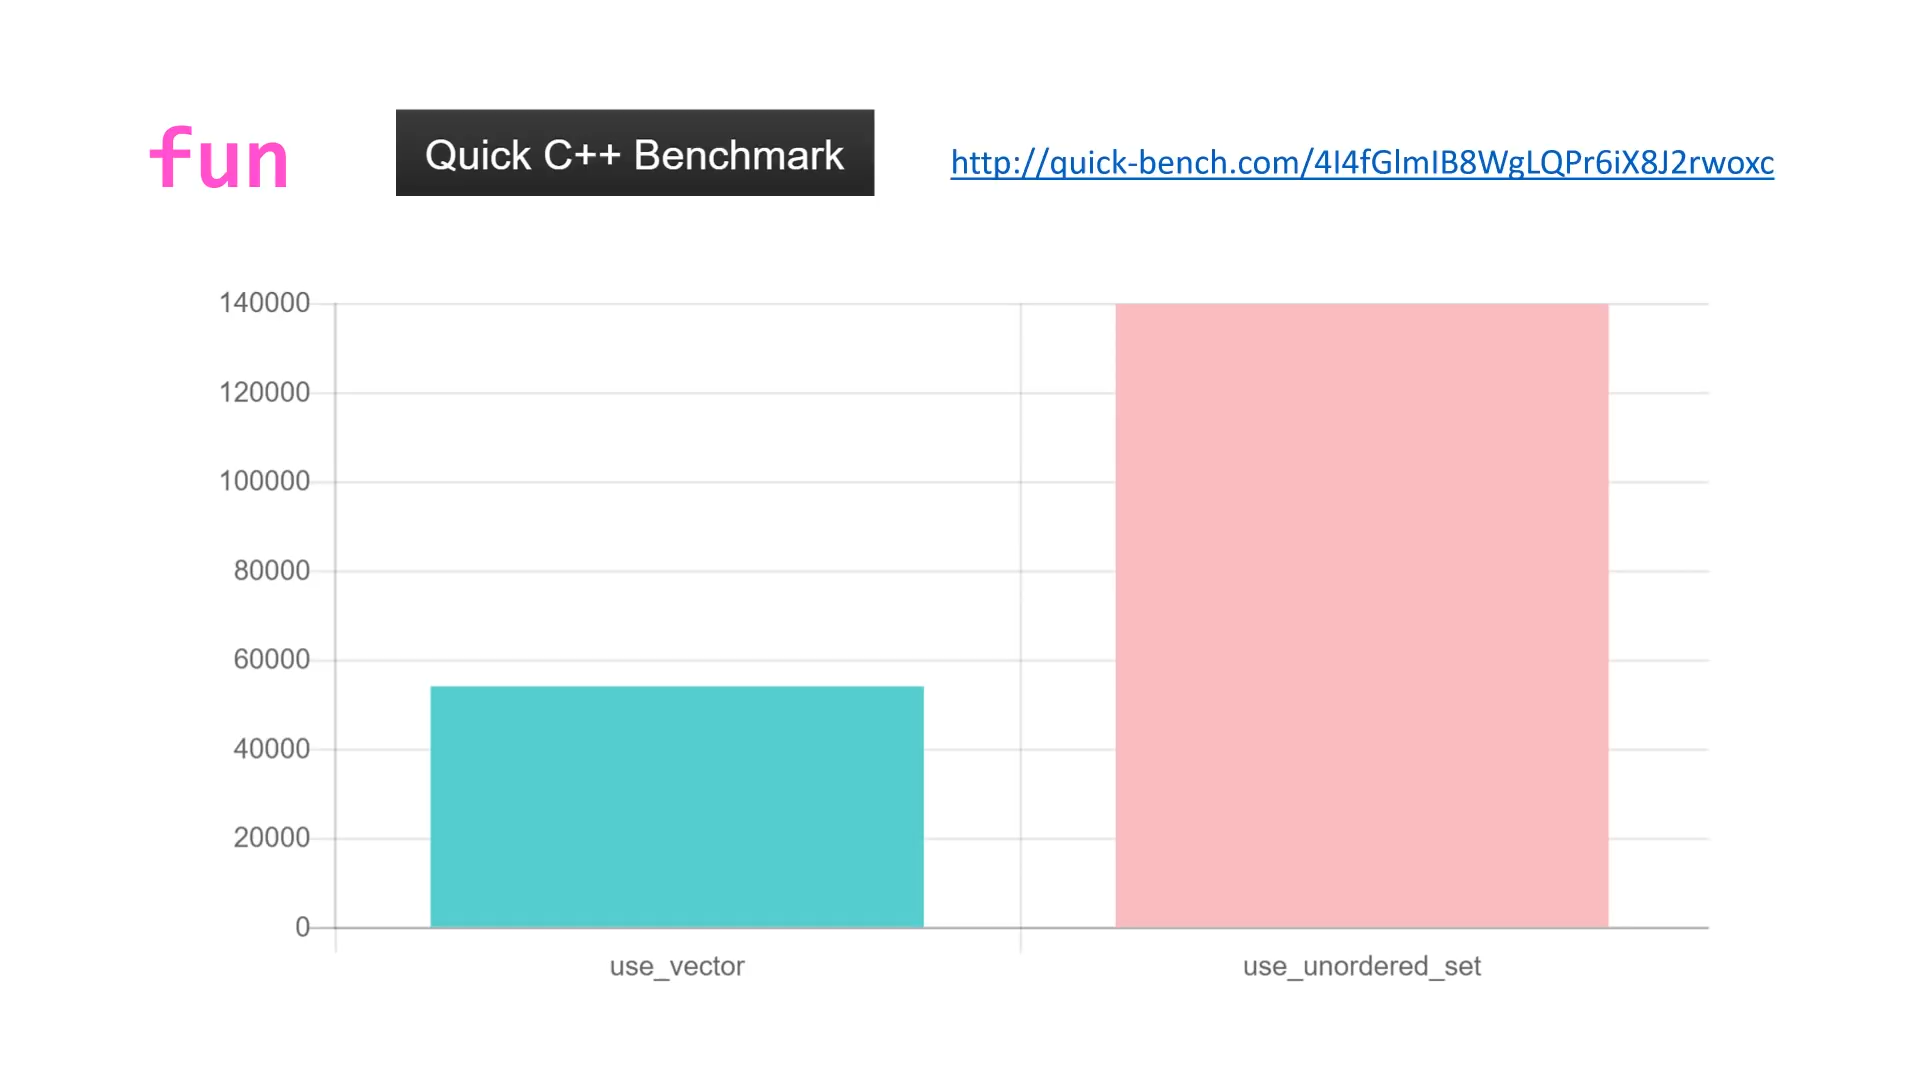 fun
Quick C++ Benchmark
http://quick-bench.com/4I4fGlmIB8WgLQPr6iX8J2rwoxc
140000
120000
100000
80000
60000
40000
20000
0
use_vector
use_unordered_set